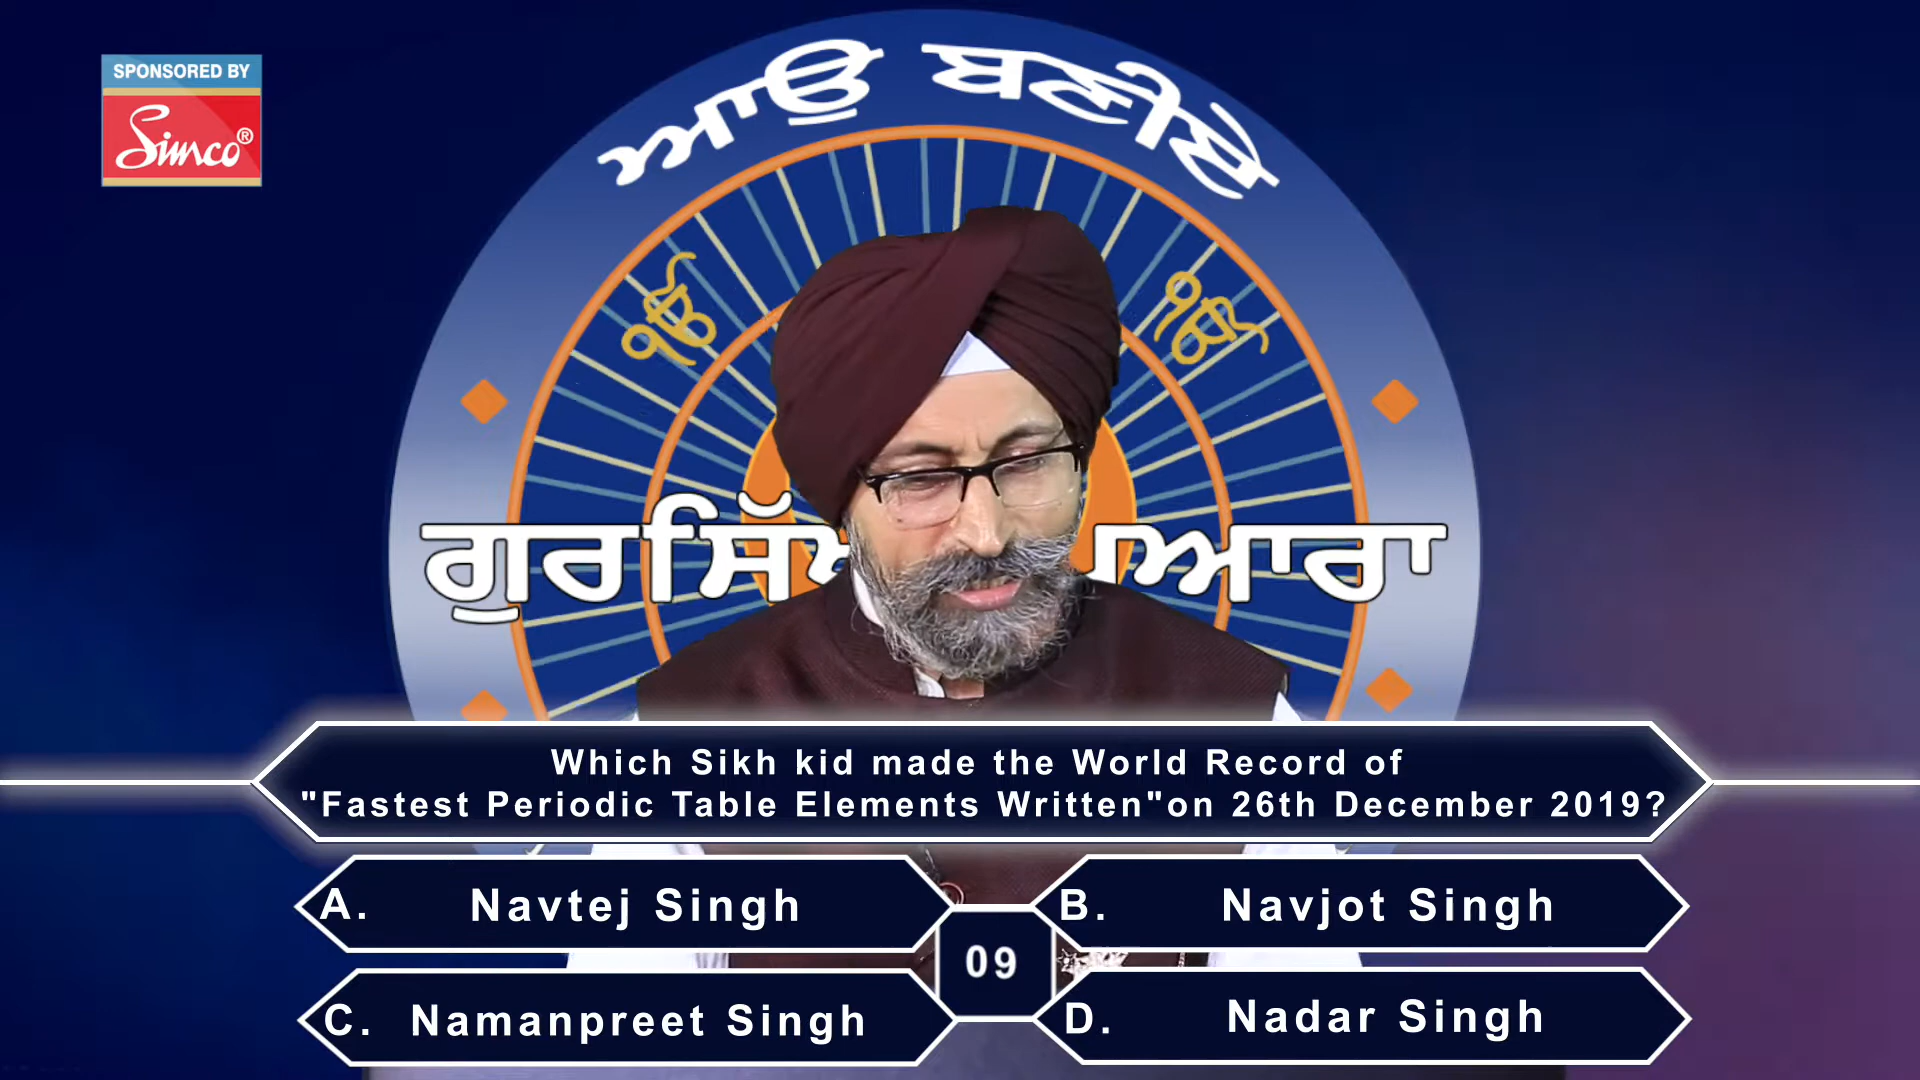 SPONSORED BY
Simco®
ਆਉ ਬਣੀਏ
Which Sikh kid made the World Record of
"Fastest Periodic Table Elements Written"on 26th December 2019?
A. Navtej Singh
B. Navjot Singh
09
C. Namanpreet Singh
D. Nadar Singh